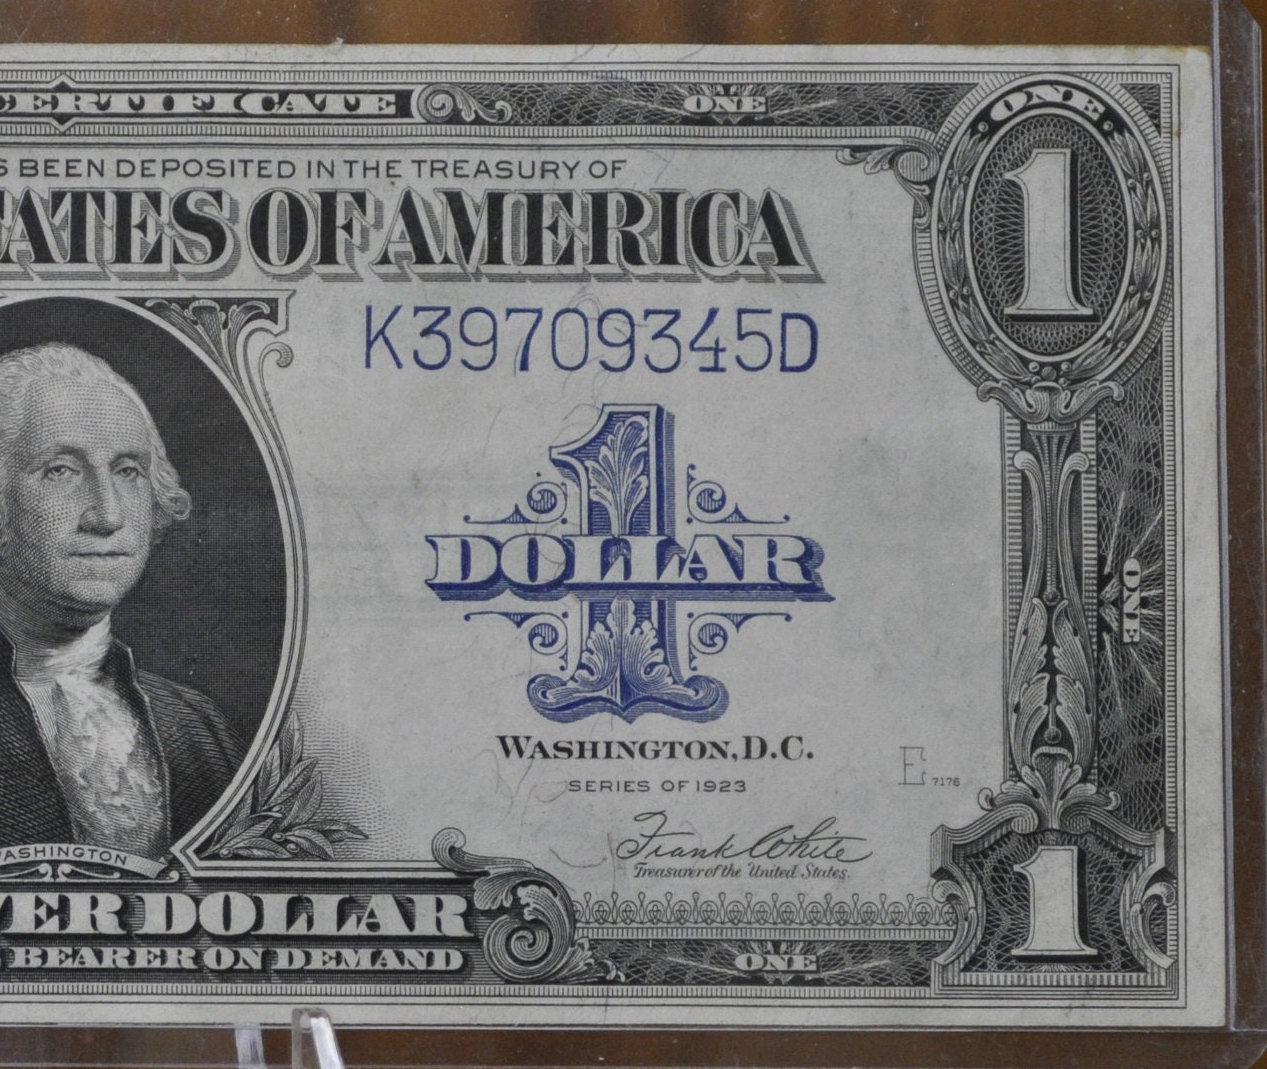 ERTIFICATE ONE ONE
S BEEN DEPOSITED IN THE TREASURY OF
TATES OF AMERICA
1
K39709345D
1
DOLLAR
ONE
WASHINGTON, D.C.
SERIES OF 1923
E 7176
Frank White
Treasurer of the United States.
WASHINGTON
VER DOLLAR
BEARER ON DEMAND
ONE
1